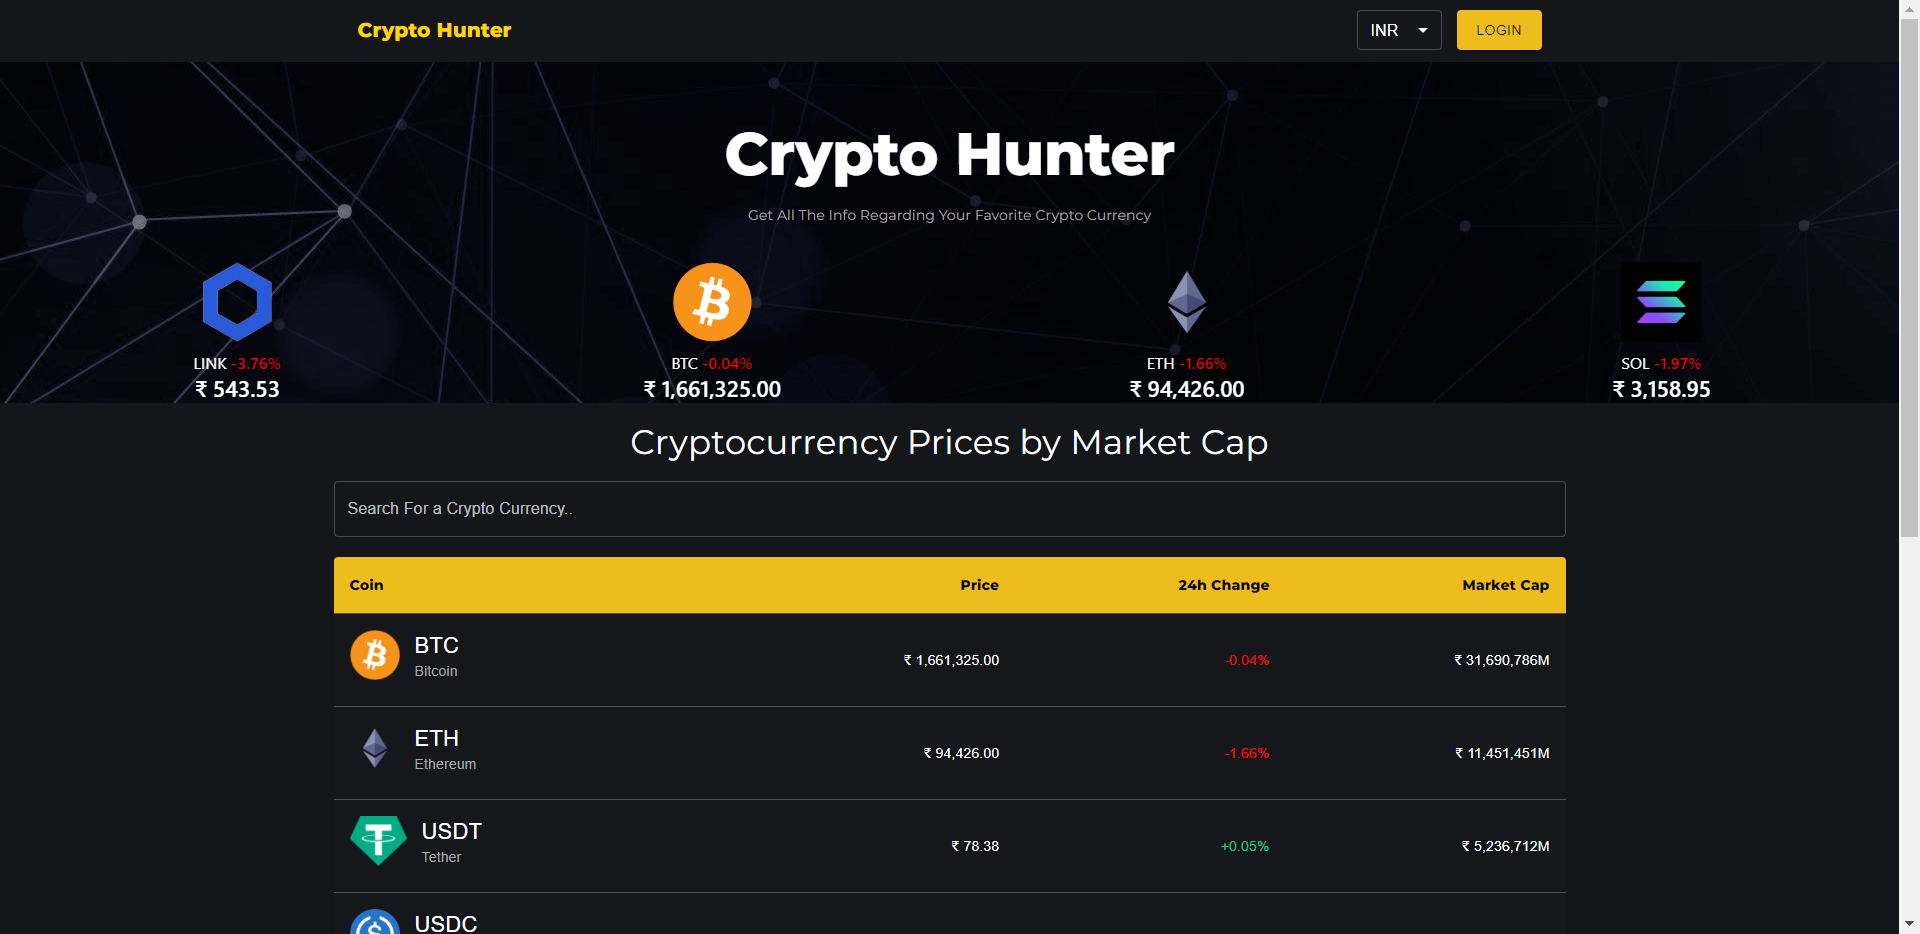 Crypto Hunter
INR
LOGIN
Crypto Hunter
Get All The Info Regarding Your Favorite Crypto Currency
LINK -3.76%
₹ 543.53
BTC -0.04%
₹ 1,661,325.00
ETH -1.66%
₹ 94,426.00
SOL -1.97%
₹ 3,158.95
Cryptocurrency Prices by Market Cap
Search For a Crypto Currency..
Coin Price 24h Change Market Cap
BTC
Bitcoin
₹ 1,661,325.00 -0.04% ₹ 31,690,786M
ETH
Ethereum
₹ 94,426.00 -1.66% ₹ 11,451,451M
USDT
Tether
₹ 78.38 +0.05% ₹ 5,236,712M
USDC